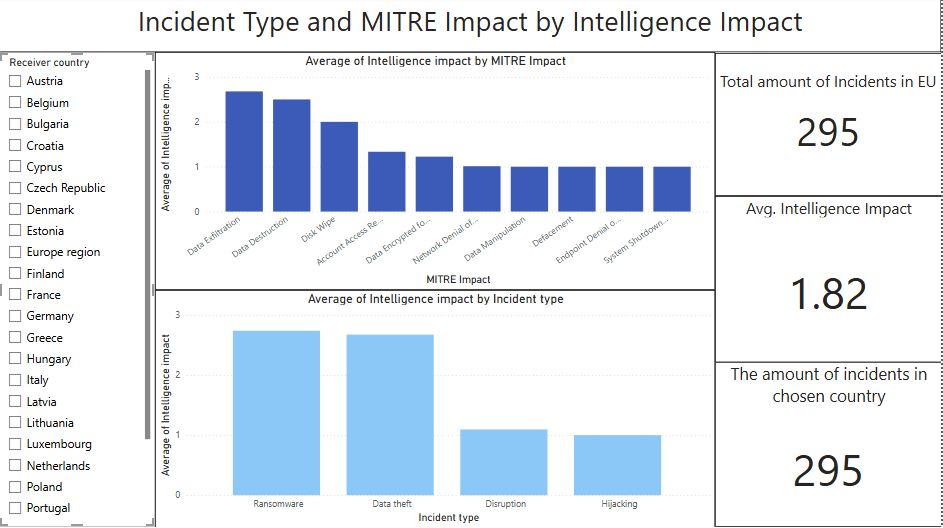 Incident Type and MITRE Impact by Intelligence Impact
Receiver country
Austria
Belgium
Bulgaria
Croatia
Cyprus
Czech Republic
Denmark
Estonia
Europe region
Finland
France
Germany
Greece
Hungary
Italy
Latvia
Lithuania
Luxembourg
Netherlands
Poland
Portugal
Average of Intelligence impact by MITRE Impact
Average of Intelligence imp...
3
2
1
0
Data Exfiltration
Data Destruction
Disk Wipe
Account Access Re...
Data Encrypted fo...
Network Denial of...
Data Manipulation
Defacement
Endpoint Denial o...
System Shutdown...
MITRE Impact
Average of Intelligence impact by Incident type
Average of Intelligence impact
3
2
1
0
Ransomware
Data theft
Disruption
Hijacking
Incident type
Total amount of Incidents in EU
295
Avg. Intelligence Impact
1.82
The amount of incidents in
chosen country
295